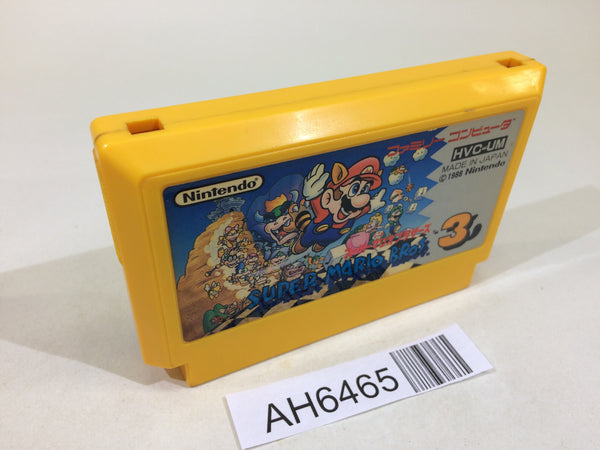 Nintendo
ファミリー コンピュータ
HVC-UM
MADE IN JAPAN
©1988 Nintendo
SUPER MARIO BROS.
3
AH6465